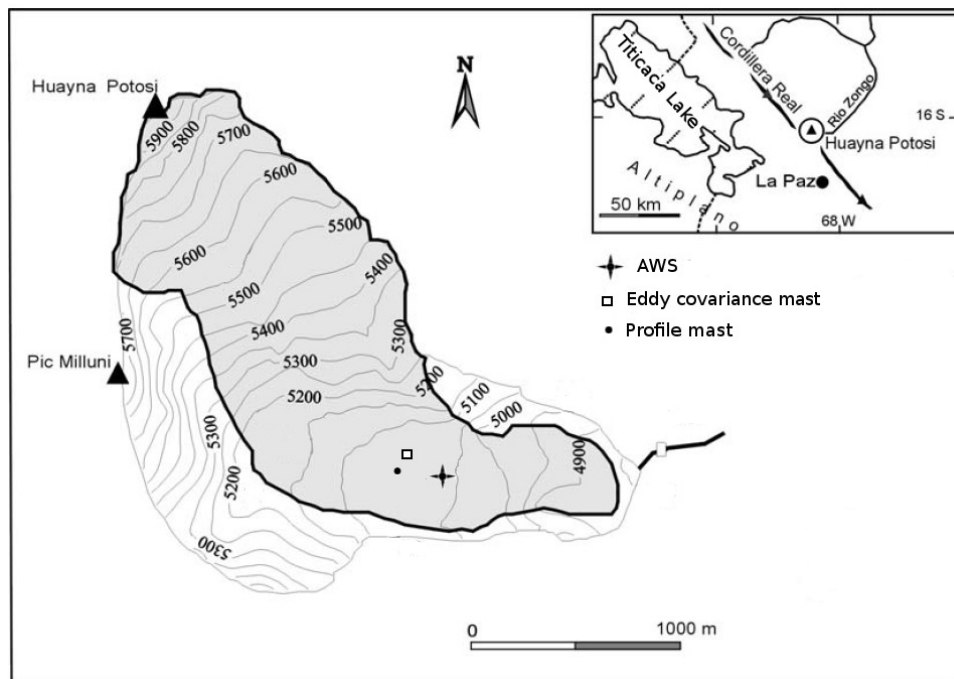 Huayna Potosi
N
5900
5800
5700
5600
5500
5400
5300
5600
5500
5400
5300
5200
5200
5100
5000
4900
5700
5300
5200
5300
Pic Milluni
0 1000 m
Titicaca Lake
Cordillera Real
Rio Zongo
16 S
Huayna Potosi
La Paz
Altiplano
50 km
68 W
AWS
Eddy covariance mast
Profile mast